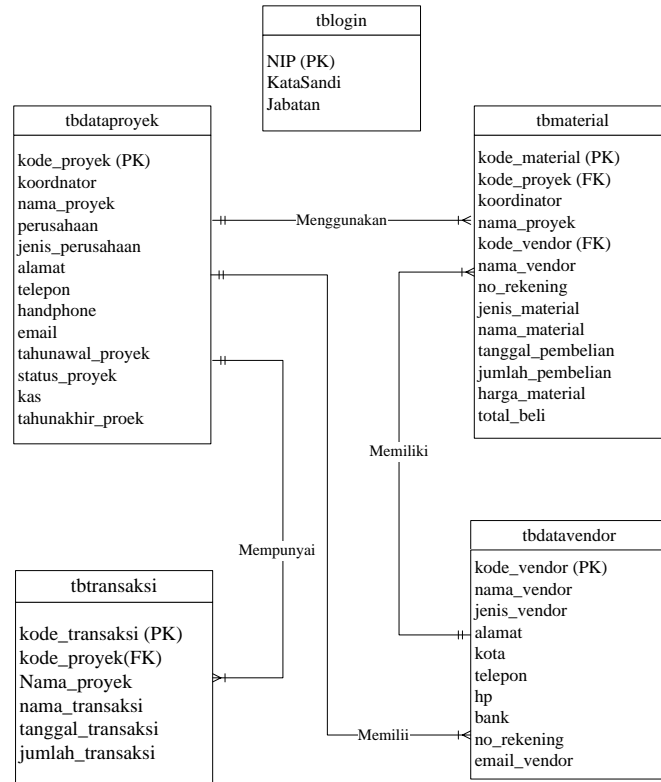 tblogin
NIP (PK)
KataSandi
Jabatan
tbdataproyek
kode_proyek (PK)
koordnator
nama_proyek
perusahaan
jenis_perusahaan
alamat
telepon
handphone
email
tahunawal_proyek
status_proyek
kas
tahunakhir_proek
Menggunakan
tbmaterial
kode_material (PK)
kode_proyek (FK)
koordinator
nama_proyek
kode_vendor (FK)
nama_vendor
no_rekening
jenis_material
nama_material
tanggal_pembelian
jumlah_pembelian
harga_material
total_beli
Memiliki
Mempunyai
tbtransaksi
kode_transaksi (PK)
kode_proyek(FK)
Nama_proyek
nama_transaksi
tanggal_transaksi
jumlah_transaksi
Memilii
tbdatavendor
kode_vendor (PK)
nama_vendor
jenis_vendor
alamat
kota
telepon
hp
bank
no_rekening
email_vendor